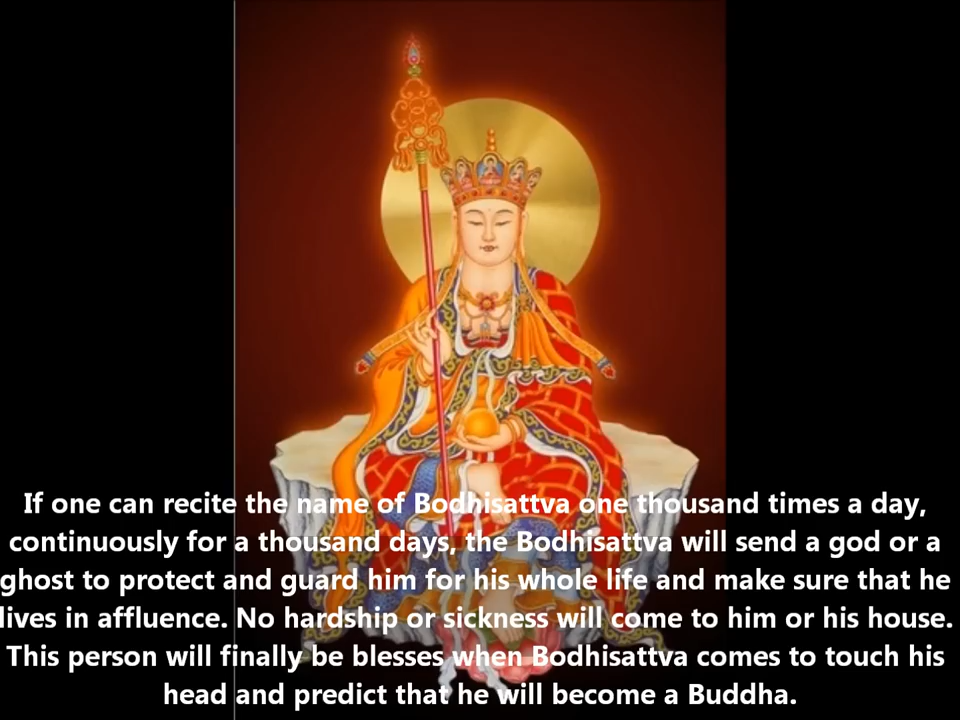 If one can recite the name of Bodhisattva one thousand times a day,
continuously for a thousand days, the Bodhisattva will send a god or a
ghost to protect and guard him for his whole life and make sure that he
lives in affluence. No hardship or sickness will come to him or his house.
This person will finally be blesses when Bodhisattva comes to touch his
head and predict that he will become a Buddha.